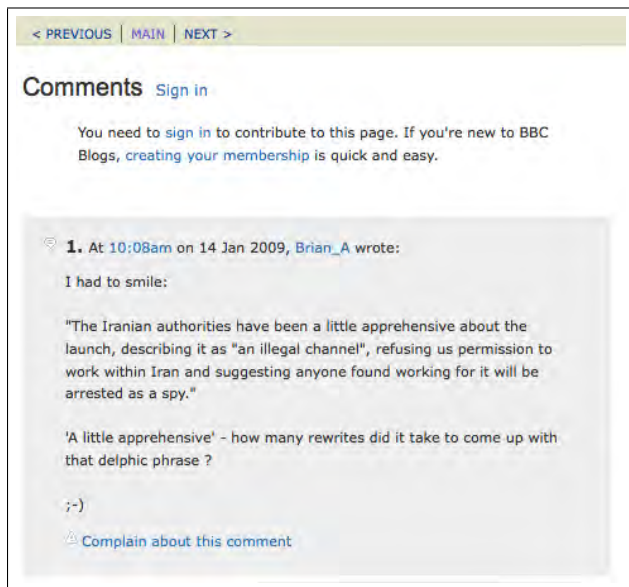 < PREVIOUS | MAIN | NEXT >
Comments Sign in
You need to sign in to contribute to this page. If you're new to BBC
Blogs, creating your membership is quick and easy.
1. At 10:08am on 14 Jan 2009, Brian_A wrote:
I had to smile:
"The Iranian authorities have been a little apprehensive about the
launch, describing it as "an illegal channel", refusing us permission to
work within Iran and suggesting anyone found working for it will be
arrested as a spy."
'A little apprehensive' - how many rewrites did it take to come up with
that delphic phrase ?
;-)
Complain about this comment